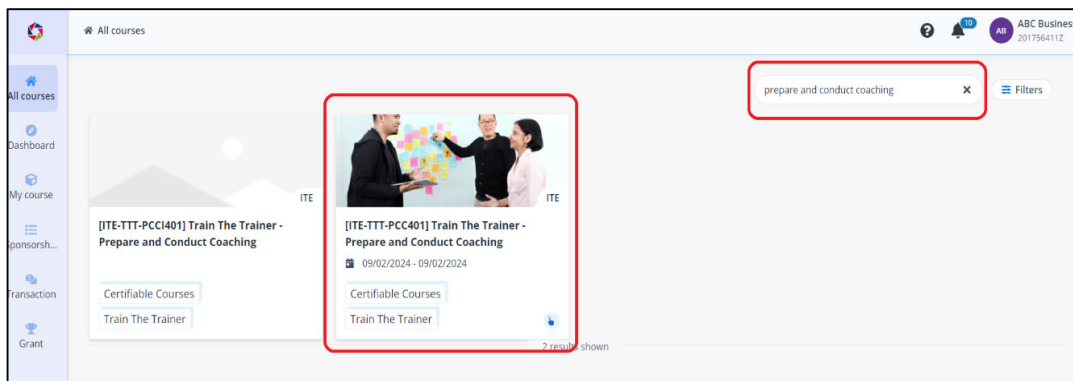 All courses
10
AB
ABC Busines
201756411Z
All courses
Dashboard
My course
Sponsorsh...
Transaction
Grant
prepare and conduct coaching
Filters
ITE
[ITE-TTT-PCCI401] Train The Trainer -
Prepare and Conduct Coaching
Certifiable Courses
Train The Trainer
ITE
[ITE-TTT-PCC401] Train The Trainer -
Prepare and Conduct Coaching
09/02/2024 - 09/02/2024
Certifiable Courses
Train The Trainer
2 results shown